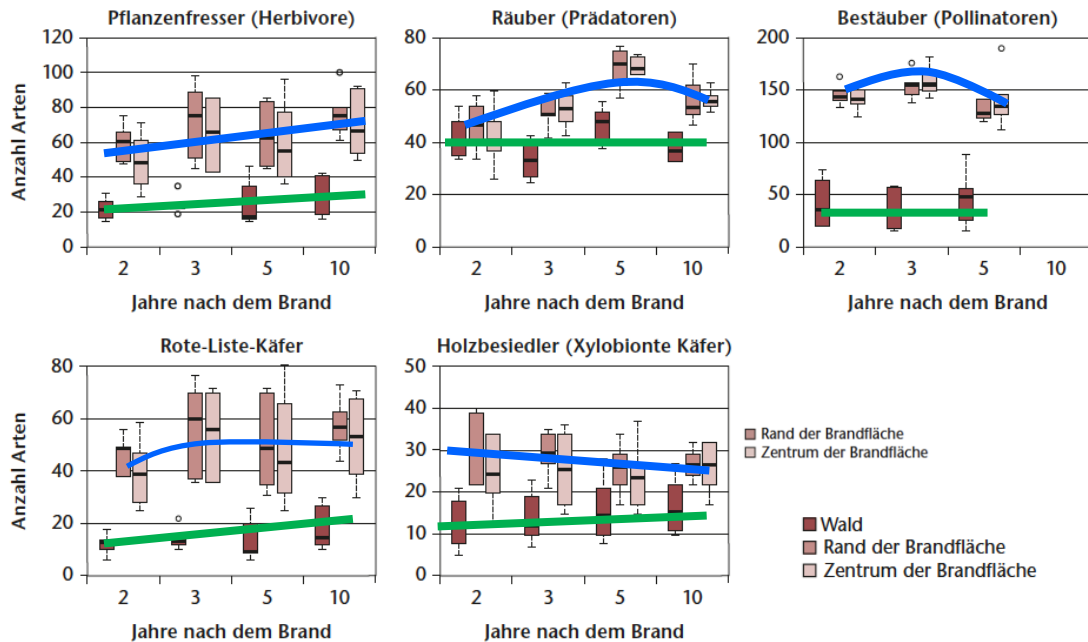 Pflanzenfresser (Herbivore)
Anzahl Arten
120
100
80
60
40
20
0
2 3 5 10
Jahre nach dem Brand
Räuber (Prädatoren)
80
60
40
20
0
2 3 5 10
Jahre nach dem Brand
Bestäuber (Pollinatoren)
200
150
100
50
0
2 3 5 10
Jahre nach dem Brand
Rote-Liste-Käfer
Anzahl Arten
80
60
40
20
0
2 3 5 10
Jahre nach dem Brand
Holzbesiedler (Xylobionte Käfer)
50
40
30
20
10
0
2 3 5 10
Jahre nach dem Brand
Rand der Brandfläche
Zentrum der Brandfläche
Wald
Rand der Brandfläche
Zentrum der Brandfläche